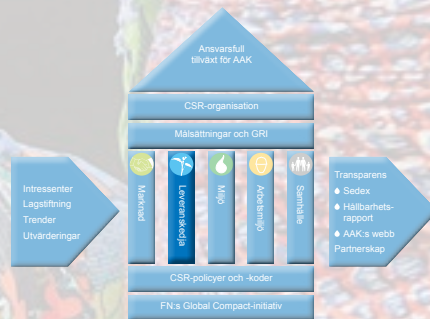 Ansvarsfull
tillväxt för AAK
CSR-organisation
Målsättningar och GRI
Intressenter
Lagstiftning
Trender
Utvärderingar
Marknad
Leveranskedja
Miljö
Arbetsmiljö
Samhälle
Transparens
Sedex
Hållbarhets-
rapport
AAK:s webb
Partnerskap
CSR-policyer och -koder
FN:s Global Compact-initiativ